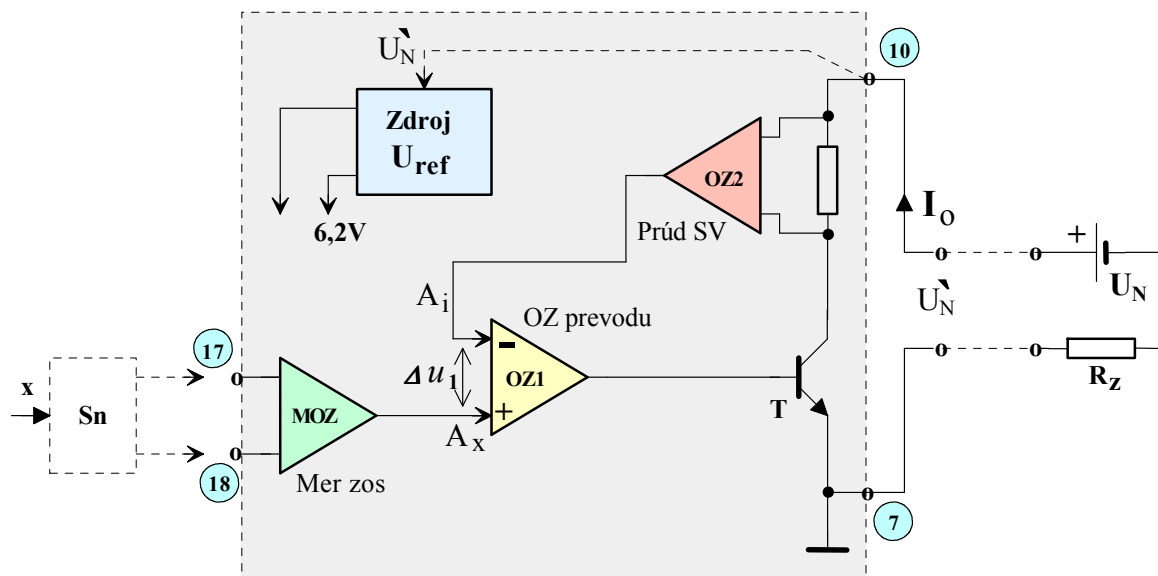 U`N
10
Zdroj
Uref
6,2V
OZ2
Prúd SV
Io
+
UN
U`N
Ai
OZ prevodu
17
-
Δu1
OZ1
RZ
x
Sn
MOZ
+
T
Ax
18
Mer zos
7